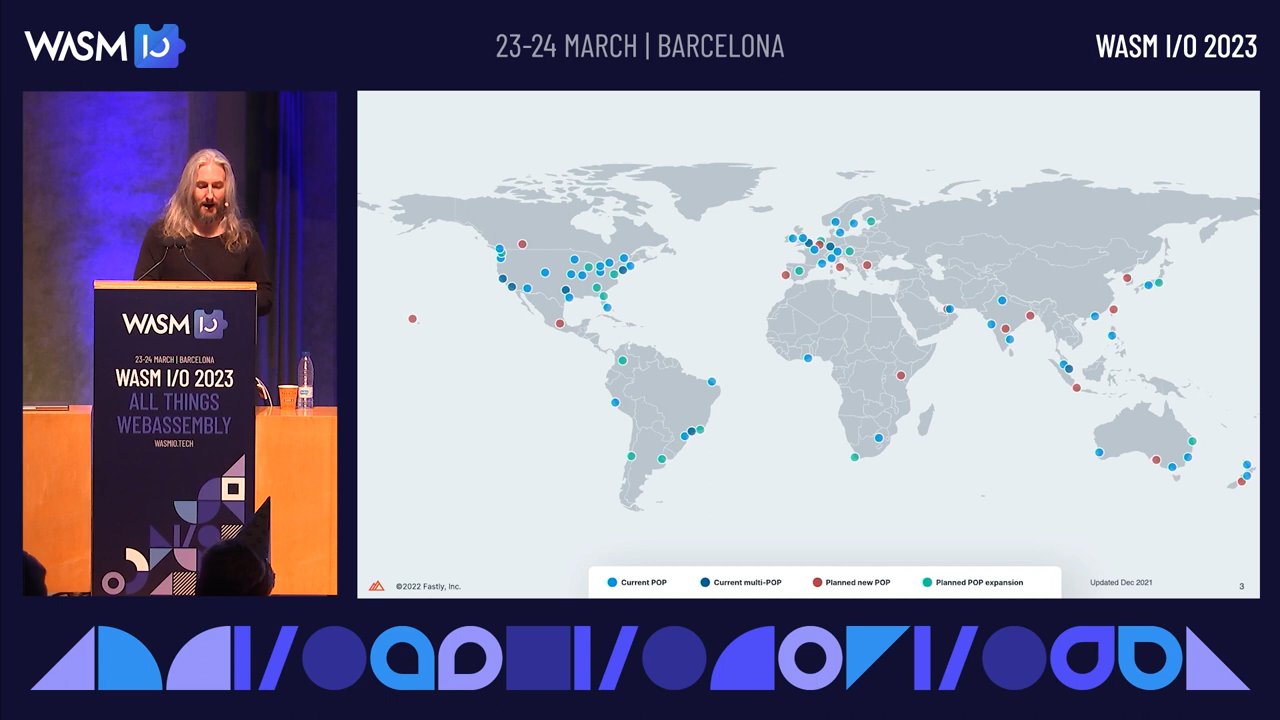 WASM I/O
23-24 MARCH | BARCELONA
WASM I/O 2023
WASM I/O
23-24 MARCH | BARCELONA
WASM I/O 2023
ALL THINGS
WEBASSEMBLY
WASMIO.TECH
Current POP
Current multi-POP
Planned new POP
Planned POP expansion
©2022 Fastly, Inc.
Updated Dec 2021
3